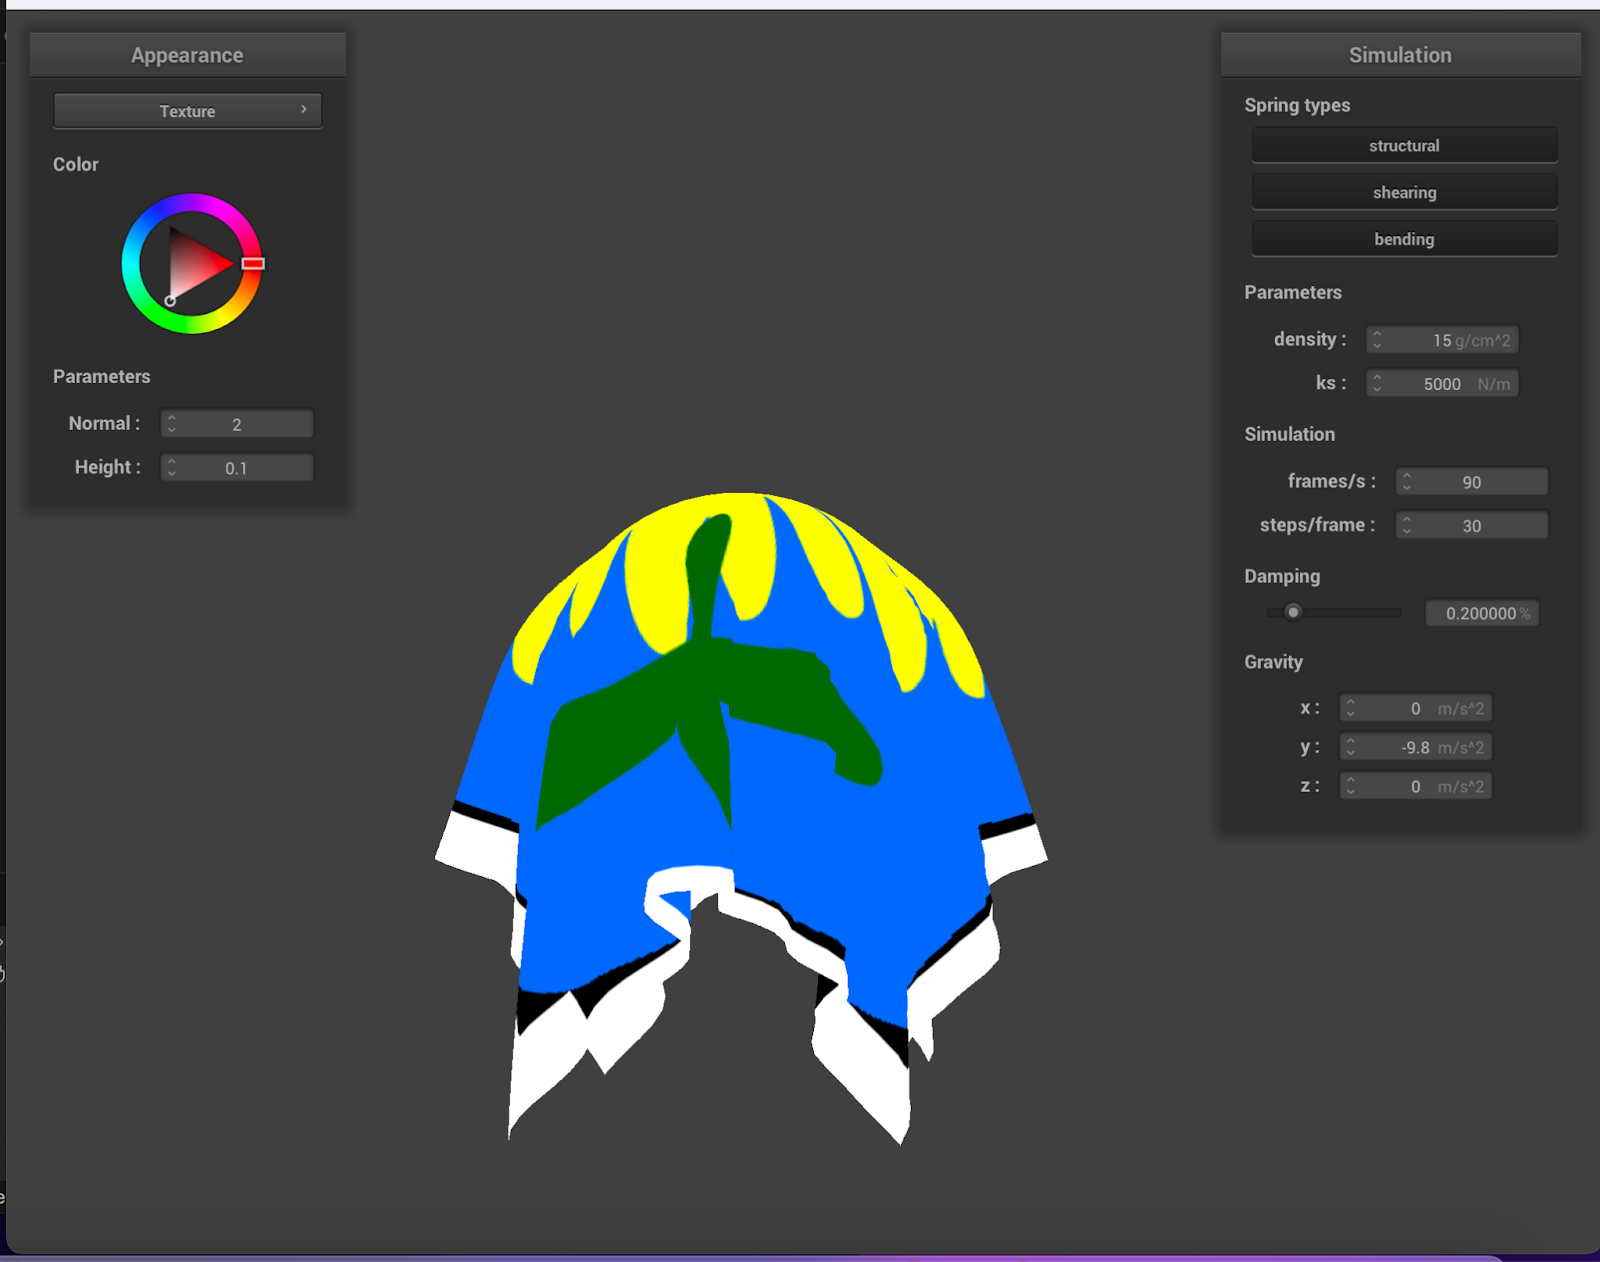 Appearance
Texture
Color
Parameters
Normal : 2
Height : 0.1
Simulation
Spring types
structural
shearing
bending
Parameters
density : 15 g/cm^2
ks : 5000 N/m
Simulation
frames/s : 90
steps/frame : 30
Damping
0.200000 %
Gravity
x : 0 m/s^2
y : -9.8 m/s^2
z : 0 m/s^2